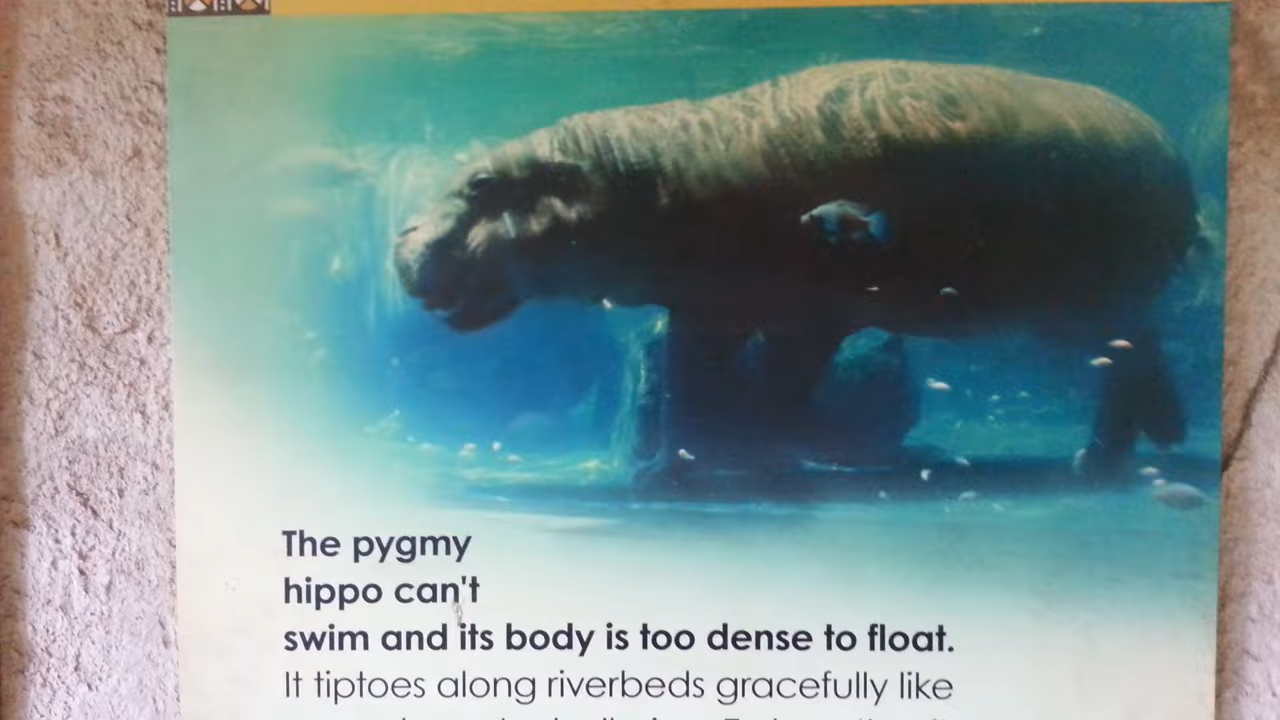 The pygmy
hippo can't
swim and its body is too dense to float.
It tiptoes along riverbeds gracefully like